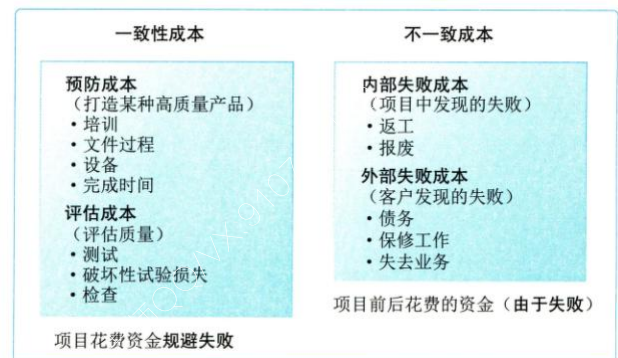 一致性成本
预防成本
（打造某种高质量产品）
• 培训
• 文件过程
• 设备
• 完成时间
评估成本
（评估质量）
• 测试
• 破坏性试验损失
• 检查
项目花费资金规避失败
不一致成本
内部失败成本
（项目中发现的失败）
• 返工
• 报废
外部失败成本
（客户发现的失败）
• 债务
• 保修工作
• 失去业务
项目前后花费的资金（由于失败）